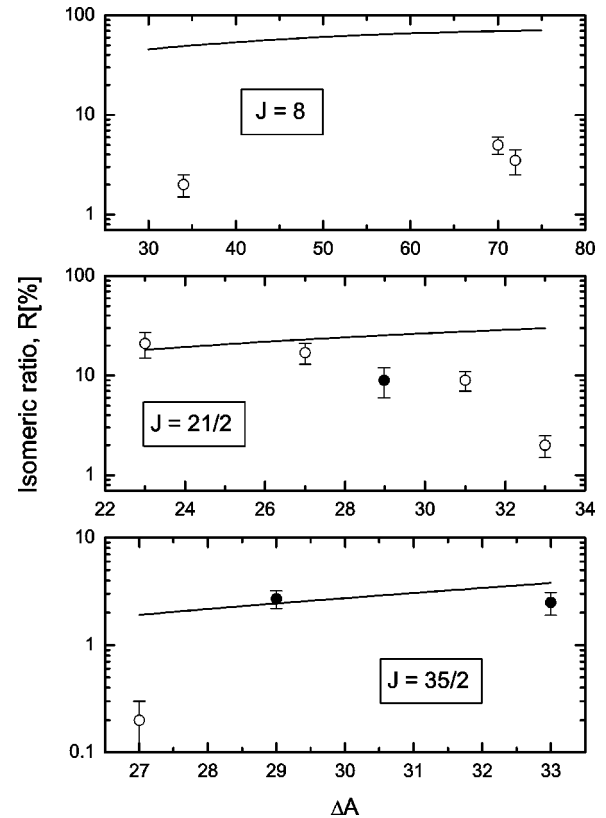 100
10
1
J = 8
30 40 50 60 70 80
100
10
1
J = 21/2
22 24 26 28 30 32 34
Isomeric ratio, R[%]
10
1
0.1
J = 35/2
27 28 29 30 31 32 33
ΔA